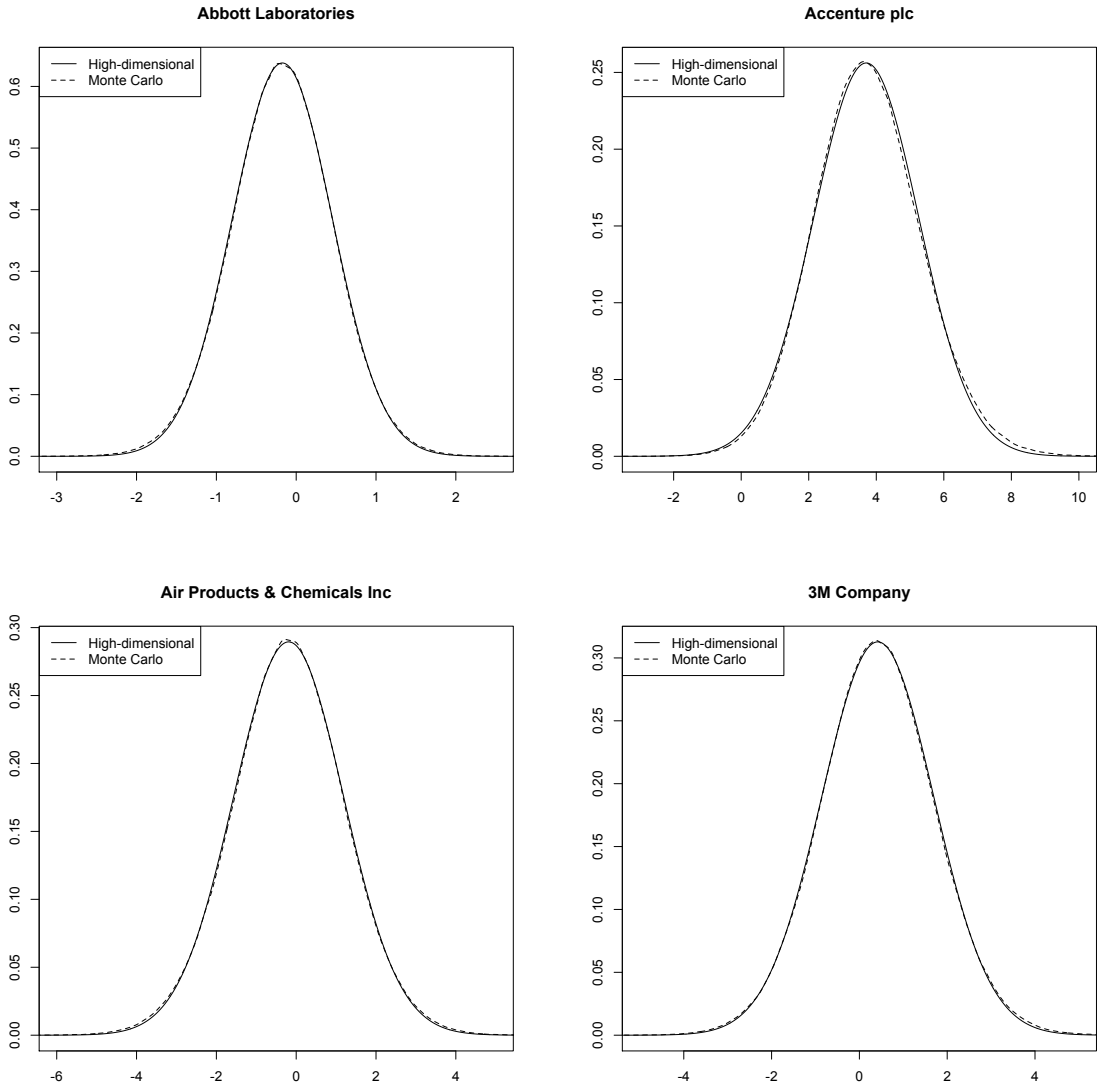 Abbott Laboratories
High-dimensional
Monte Carlo
0.6
0.5
0.4
0.3
0.2
0.1
0.0
-3 -2 -1 0 1 2
Accenture plc
High-dimensional
Monte Carlo
0.25
0.20
0.15
0.10
0.05
0.00
-2 0 2 4 6 8 10
Air Products & Chemicals Inc
High-dimensional
Monte Carlo
0.30
0.25
0.20
0.15
0.10
0.05
0.00
-6 -4 -2 0 2 4
3M Company
High-dimensional
Monte Carlo
0.30
0.25
0.20
0.15
0.10
0.05
0.00
-4 -2 0 2 4